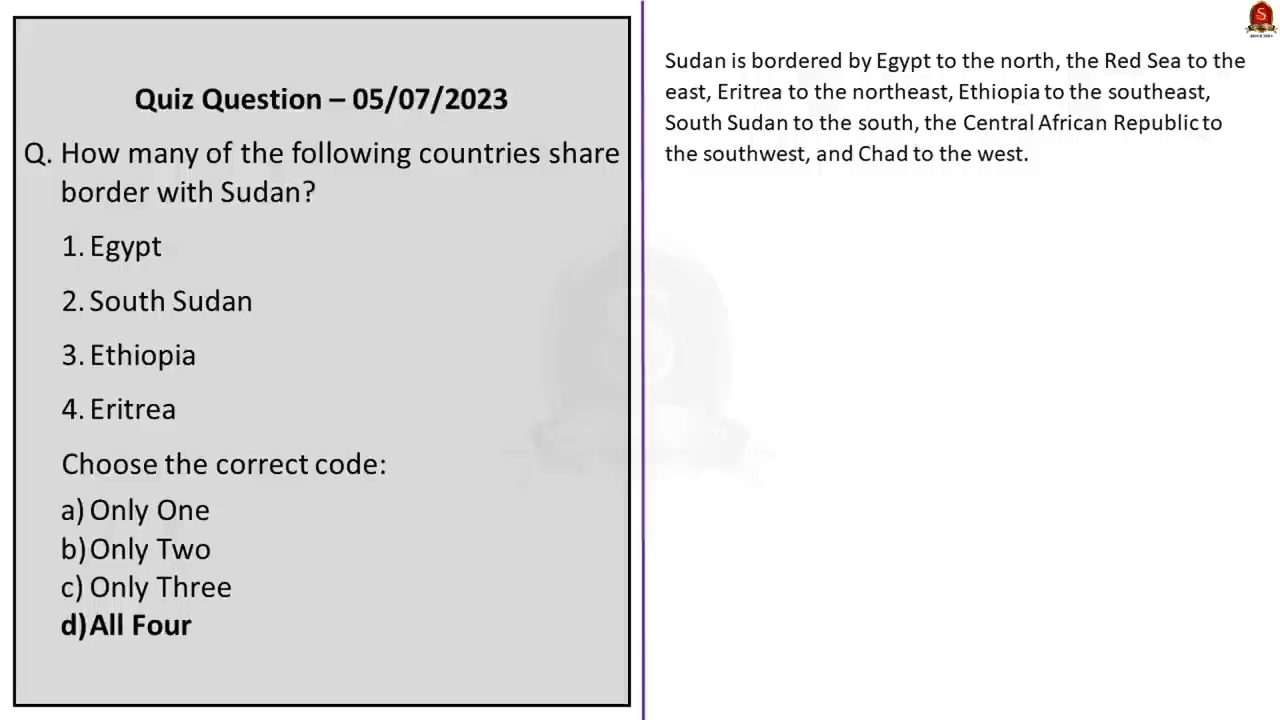 Quiz Question – 05/07/2023
Q. How many of the following countries share
border with Sudan?
1. Egypt
2. South Sudan
3. Ethiopia
4. Eritrea
Choose the correct code:
a) Only One
b) Only Two
c) Only Three
d) All Four
Sudan is bordered by Egypt to the north, the Red Sea to the
east, Eritrea to the northeast, Ethiopia to the southeast,
South Sudan to the south, the Central African Republic to
the southwest, and Chad to the west.
S